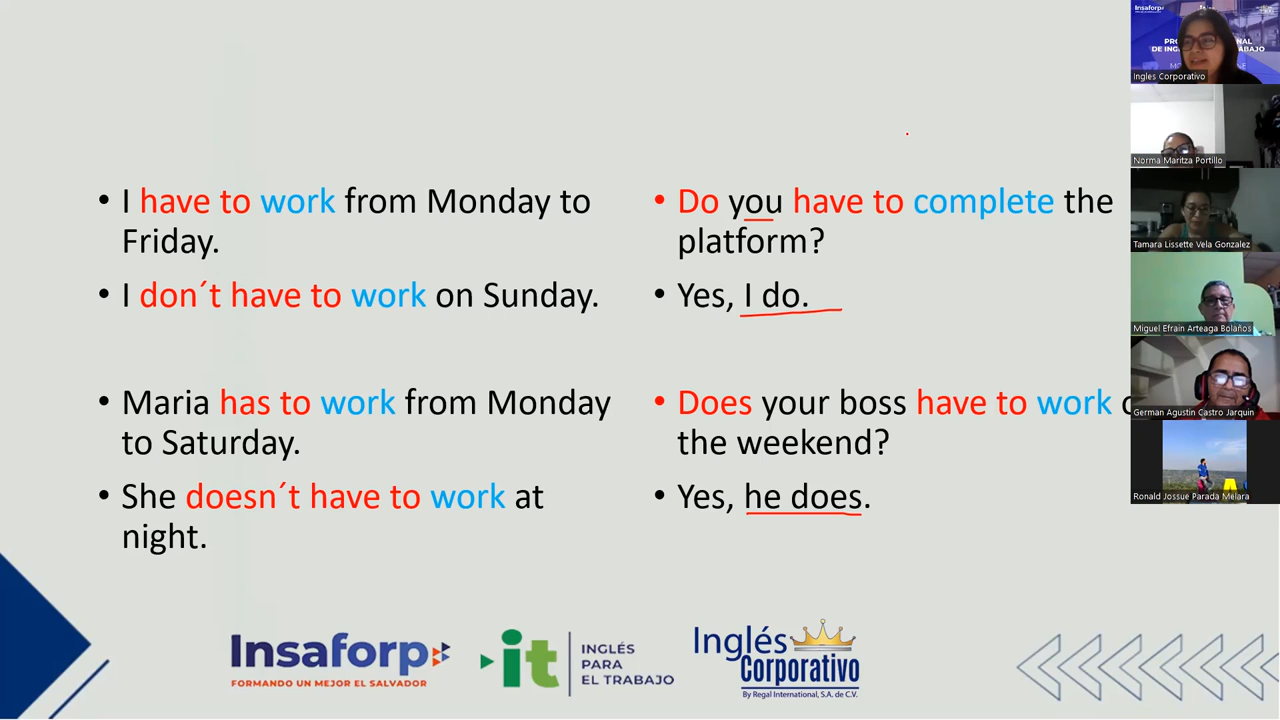 • I have to work from Monday to
Friday.
• I don´t have to work on Sunday.
• Maria has to work from Monday
to Saturday.
• She doesn´t have to work at
night.
• Do you have to complete the
platform?
• Yes, I do.
• Does your boss have to work
the weekend?
• Yes, he does.
Insaforp
FORMANDO UN MEJOR EL SALVADOR
it
INGLÉS
PARA
EL TRABAJO
Inglés
Corporativo
By Regal International, S.A. de C.V.
Insaforp
Ingles Corporativo
Norma Maritza Portillo
Tamara Lissette Vela Gonzalez
Miguel Efrain Arteaga Bolaños
German Agustin Castro Jarquin
Ronald Jossue Parada Melara